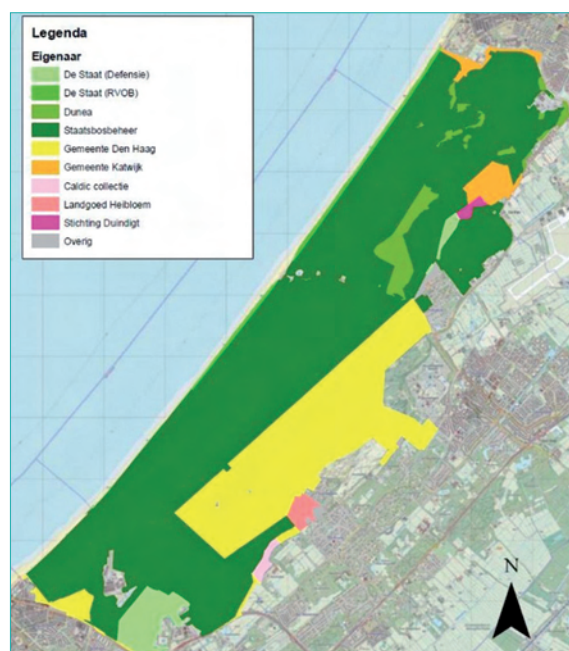 Legenda
Eigenaar
De Staat (Defensie)
De Staat (RVOB)
Dunea
Staatsbosbeheer
Gemeente Den Haag
Gemeente Katwijk
Caldic collectie
Landgoed Heibloem
Stichting Duindigt
Overig
N